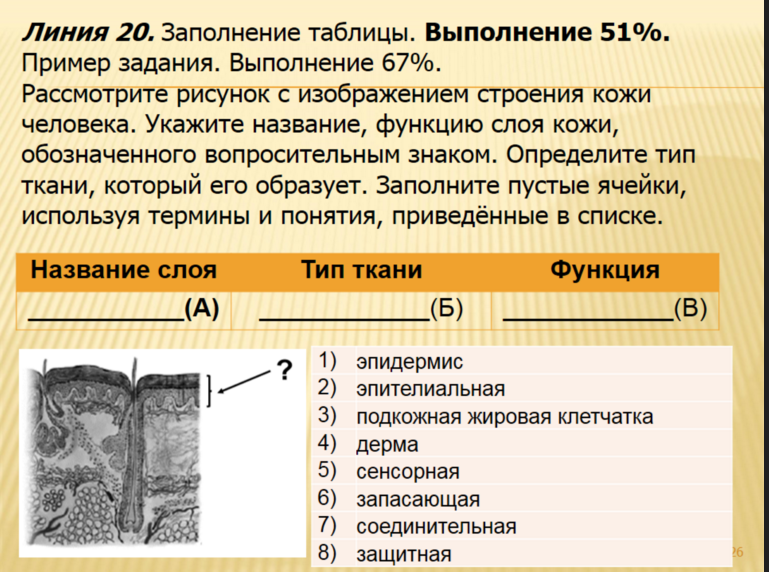 Линия 20. Заполнение таблицы. Выполнение 51%.
Пример задания. Выполнение 67%.
Рассмотрите рисунок с изображением строения кожи
человека. Укажите название, функцию слоя кожи,
обозначенного вопросительным знаком. Определите тип
ткани, который его образует. Заполните пустые ячейки,
используя термины и понятия, приведённые в списке.
Название слоя Тип ткани Функция
____________(А) _____________(Б) _____________(В)
?
1) эпидермис
2) эпителиальная
3) подкожная жировая клетчатка
4) дерма
5) сенсорная
6) запасающая
7) соединительная
8) защитная
26